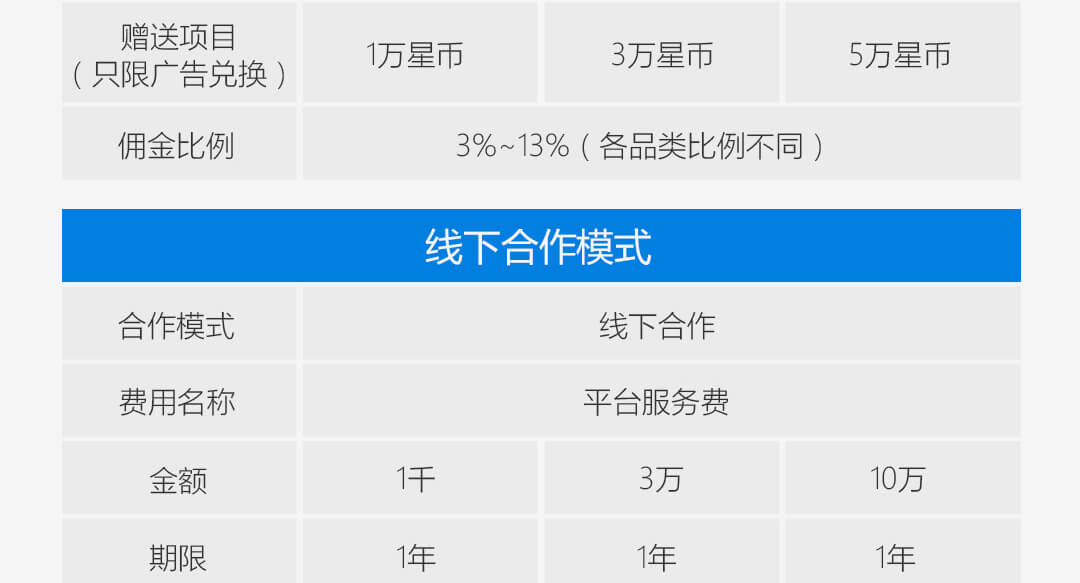 赠送项目
（只限广告兑换）
1万星币
3万星币
5万星币
佣金比例
3%~13%（各品类比例不同）
线下合作模式
合作模式
线下合作
费用名称
平台服务费
金额
1千
3万
10万
期限
1年
1年
1年